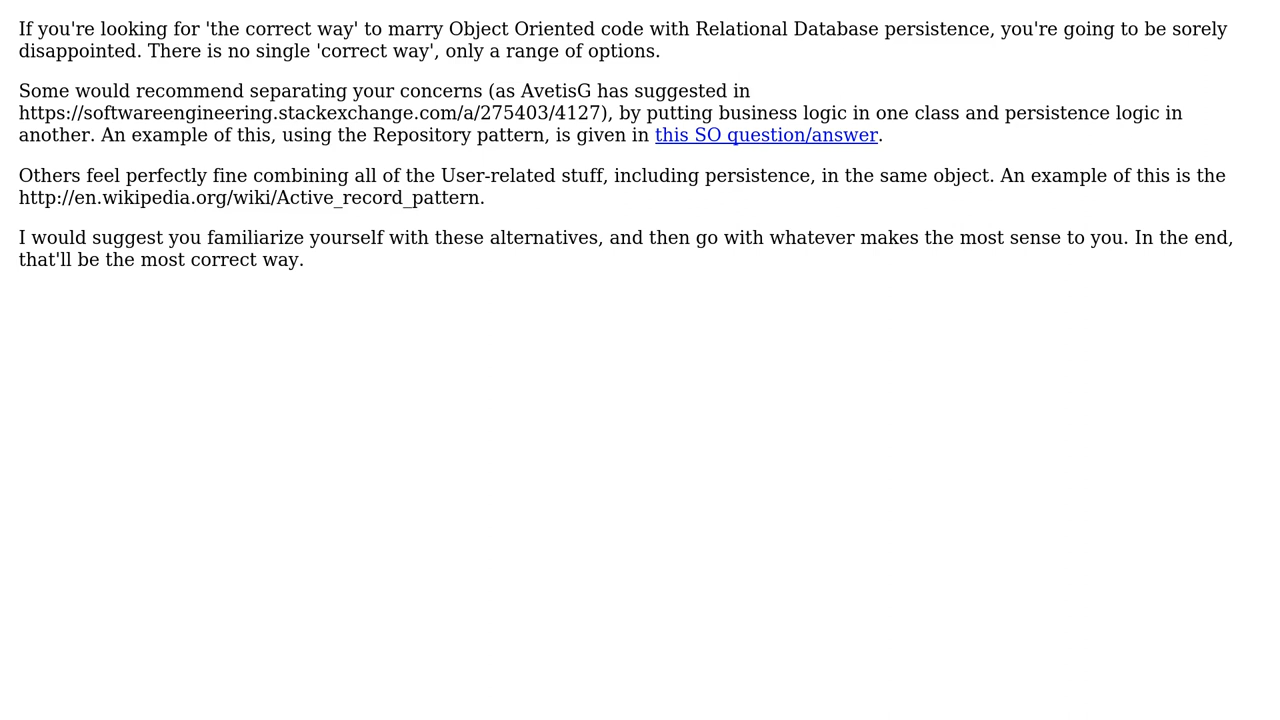 If you're looking for 'the correct way' to marry Object Oriented code with Relational Database persistence, you're going to be sorely
disappointed. There is no single 'correct way', only a range of options.
Some would recommend separating your concerns (as AvetisG has suggested in
https://softwareengineering.stackexchange.com/a/275403/4127), by putting business logic in one class and persistence logic in
another. An example of this, using the Repository pattern, is given in this SO question/answer.
Others feel perfectly fine combining all of the User-related stuff, including persistence, in the same object. An example of this is the
http://en.wikipedia.org/wiki/Active_record_pattern.
I would suggest you familiarize yourself with these alternatives, and then go with whatever makes the most sense to you. In the end,
that'll be the most correct way.